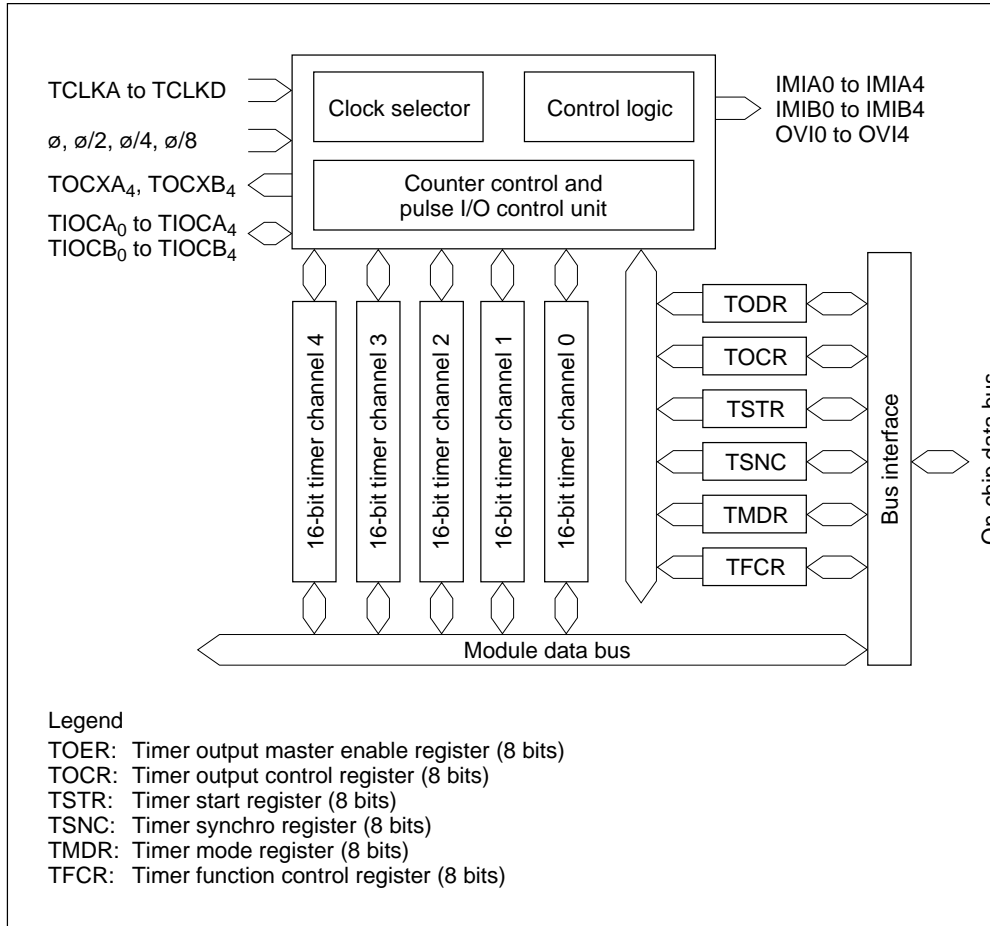 TCLKA to TCLKD
ø, ø/2, ø/4, ø/8
TOCXA4, TOCXB4
TIOCA0 to TIOCA4
TIOCB0 to TIOCB4
Clock selector
Control logic
Counter control and
pulse I/O control unit
IMIA0 to IMIA4
IMIB0 to IMIB4
OVI0 to OVI4
16-bit timer channel 4
16-bit timer channel 3
16-bit timer channel 2
16-bit timer channel 1
16-bit timer channel 0
TODR
TOCR
TSTR
TSNC
TMDR
TFCR
Bus interface
On-chip data bus
Module data bus
Legend
TOER: Timer output master enable register (8 bits)
TOCR: Timer output control register (8 bits)
TSTR: Timer start register (8 bits)
TSNC: Timer synchro register (8 bits)
TMDR: Timer mode register (8 bits)
TFCR: Timer function control register (8 bits)